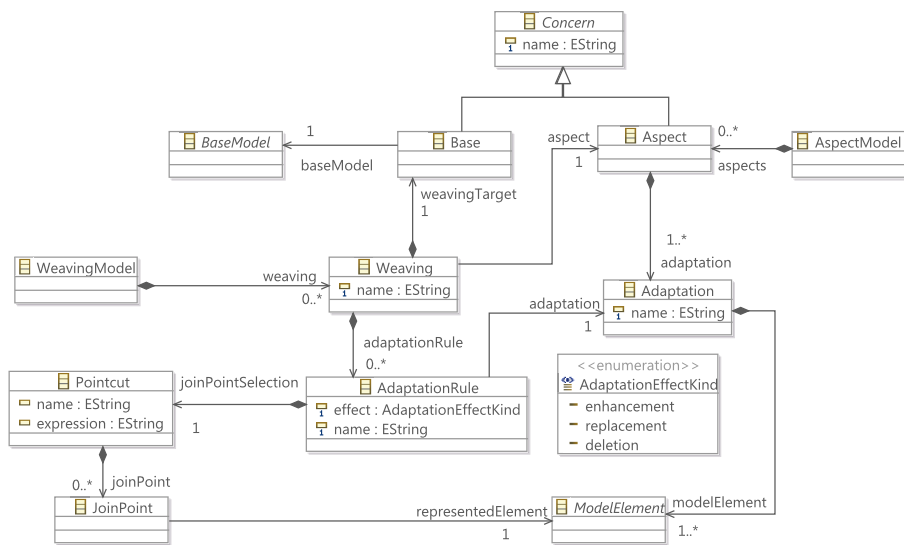 Concern
name : EString
1
BaseModel
baseModel
Base
aspect
1
Aspect
0..*
aspects
AspectModel
weavingTarget
1
1..*
adaptation
WeavingModel
weaving
0..*
Weaving
name : EString
adaptation
1
Adaptation
name : EString
adaptationRule
0..*
<<enumeration>>
AdaptationEffectKind
enhancement
replacement
deletion
Pointcut
name : EString
expression : EString
joinPointSelection
1
AdaptationRule
effect : AdaptationEffectKind
name : EString
0..*
joinPoint
JoinPoint
representedElement
1
ModelElement
modelElement
1..*